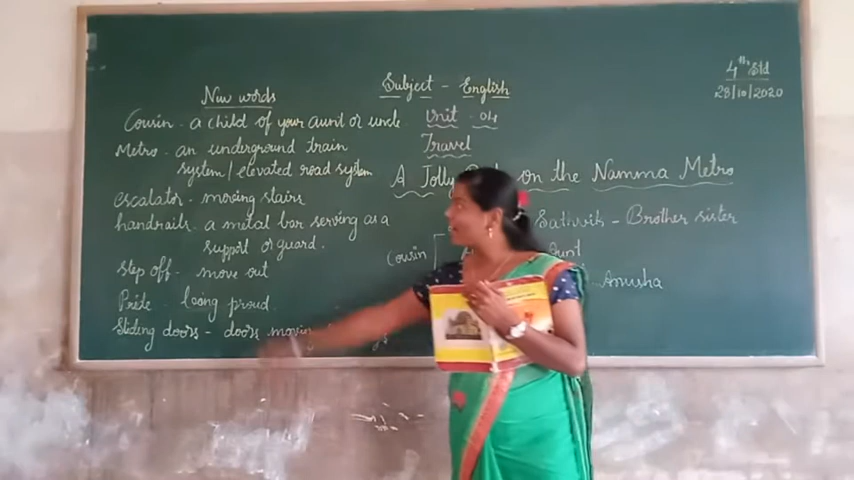 4th Std
28/10/2020
Subject - English
Unit - 04
Travel
A Jolly on the Namma Metro
New words
Cousin - a child of your aunt or uncle.
Metro - an underground train
system / elevated road system
escalator - moving stairs
handrails - a metal bar serving as a
support or guard.
step off - move out
Pride - being proud
Sliding doors - doors moving
Sathvik - Brother sister
Cousin
Aunt
Anusha